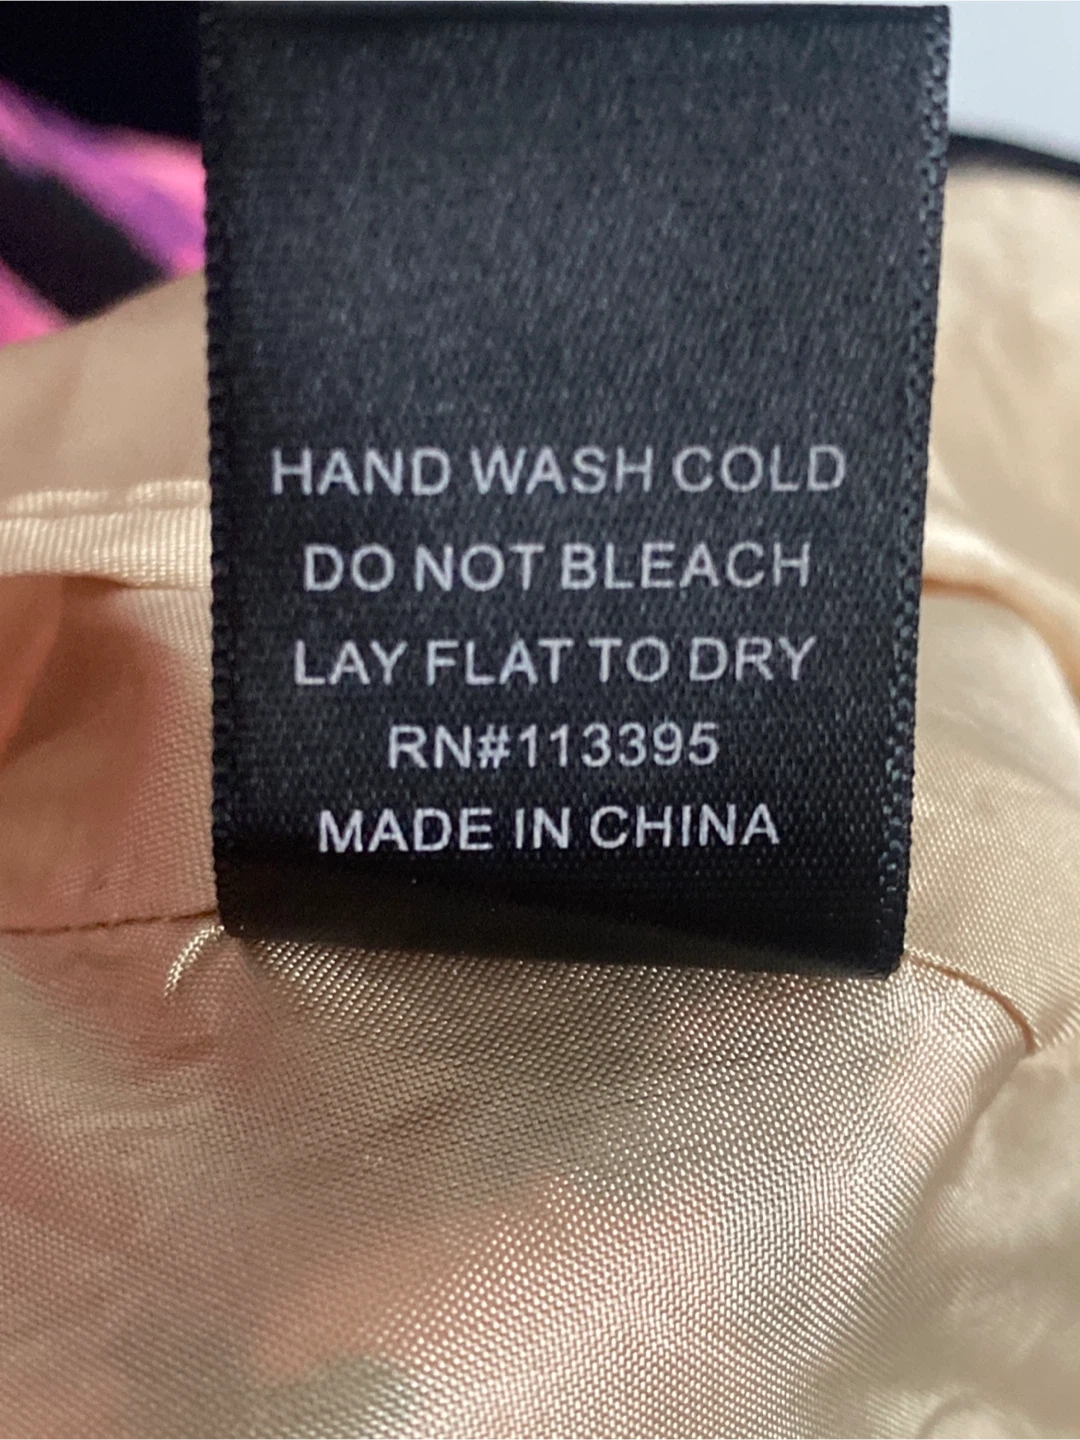 HAND WASH COLD
DO NOT BLEACH
LAY FLAT TO DRY
RN#113395
MADE IN CHINA